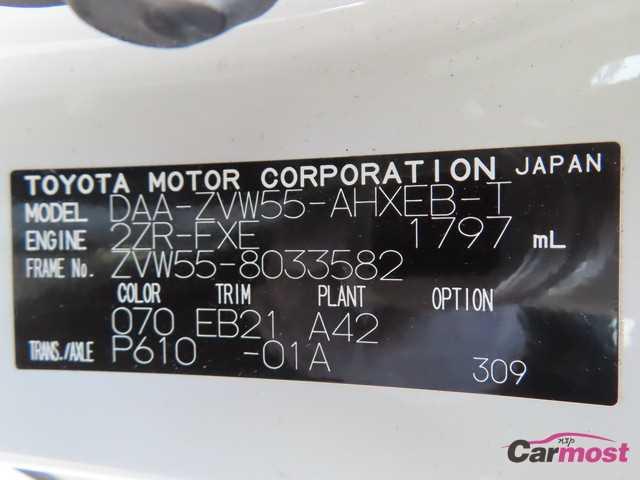 TOYOTA MOTOR CORPORATION JAPAN
MODEL DAA-ZVW55-AHXEB-T
ENGINE 2ZR-FXE 1797 mL
FRAME No. ZVW55-8033582
COLOR TRIM PLANT OPTION
070 EB21 A42
TRANS./AXLE P610 -01A
309
Carmost